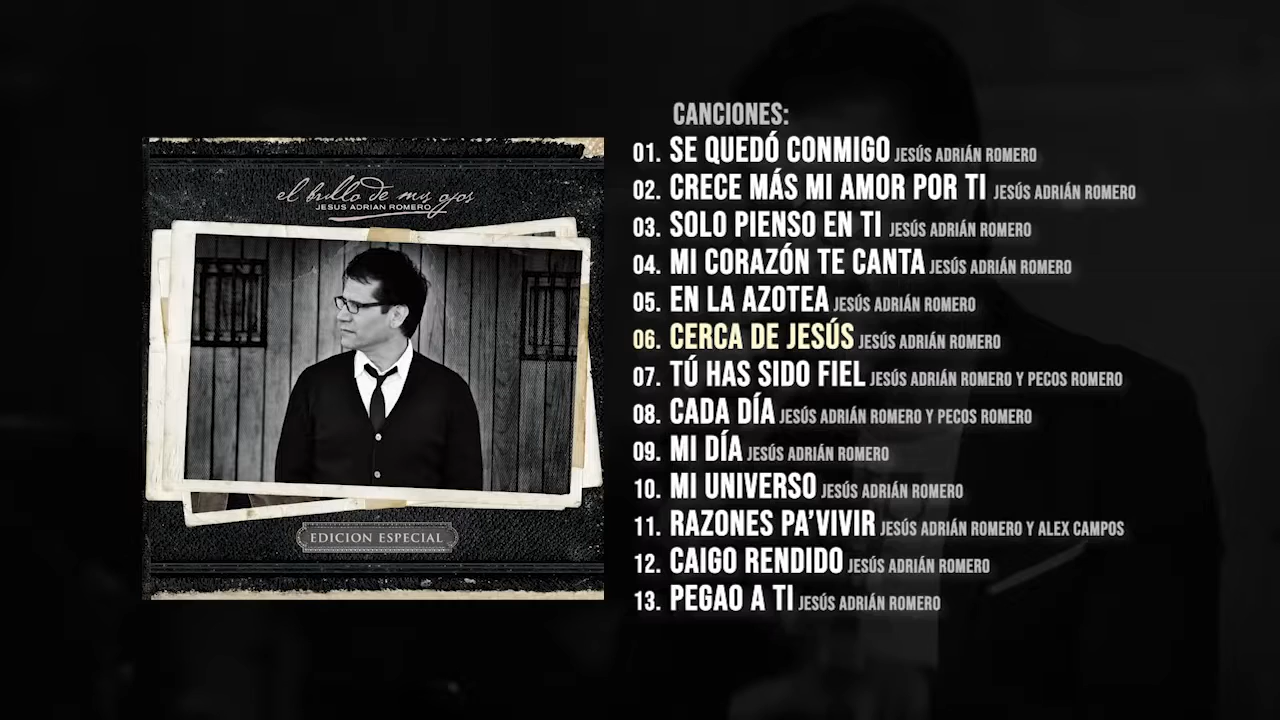 el brillo de mis ojos
JESUS ADRIAN ROMERO
EDICION ESPECIAL
CANCIONES:
01. SE QUEDÓ CONMIGO JESÚS ADRIÁN ROMERO
02. CRECE MÁS MI AMOR POR TI JESÚS ADRIÁN ROMERO
03. SOLO PIENSO EN TI JESÚS ADRIÁN ROMERO
04. MI CORAZÓN TE CANTA JESÚS ADRIÁN ROMERO
05. EN LA AZOTEA JESÚS ADRIÁN ROMERO
06. CERCA DE JESÚS JESÚS ADRIÁN ROMERO
07. TÚ HAS SIDO FIEL JESÚS ADRIÁN ROMERO Y PECOS ROMERO
08. CADA DÍA JESÚS ADRIÁN ROMERO Y PECOS ROMERO
09. MI DÍA JESÚS ADRIÁN ROMERO
10. MI UNIVERSO JESÚS ADRIÁN ROMERO
11. RAZONES PA'VIVIR JESÚS ADRIÁN ROMERO Y ALEX CAMPOS
12. CAIGO RENDIDO JESÚS ADRIÁN ROMERO
13. PEGAO A TI JESÚS ADRIÁN ROMERO